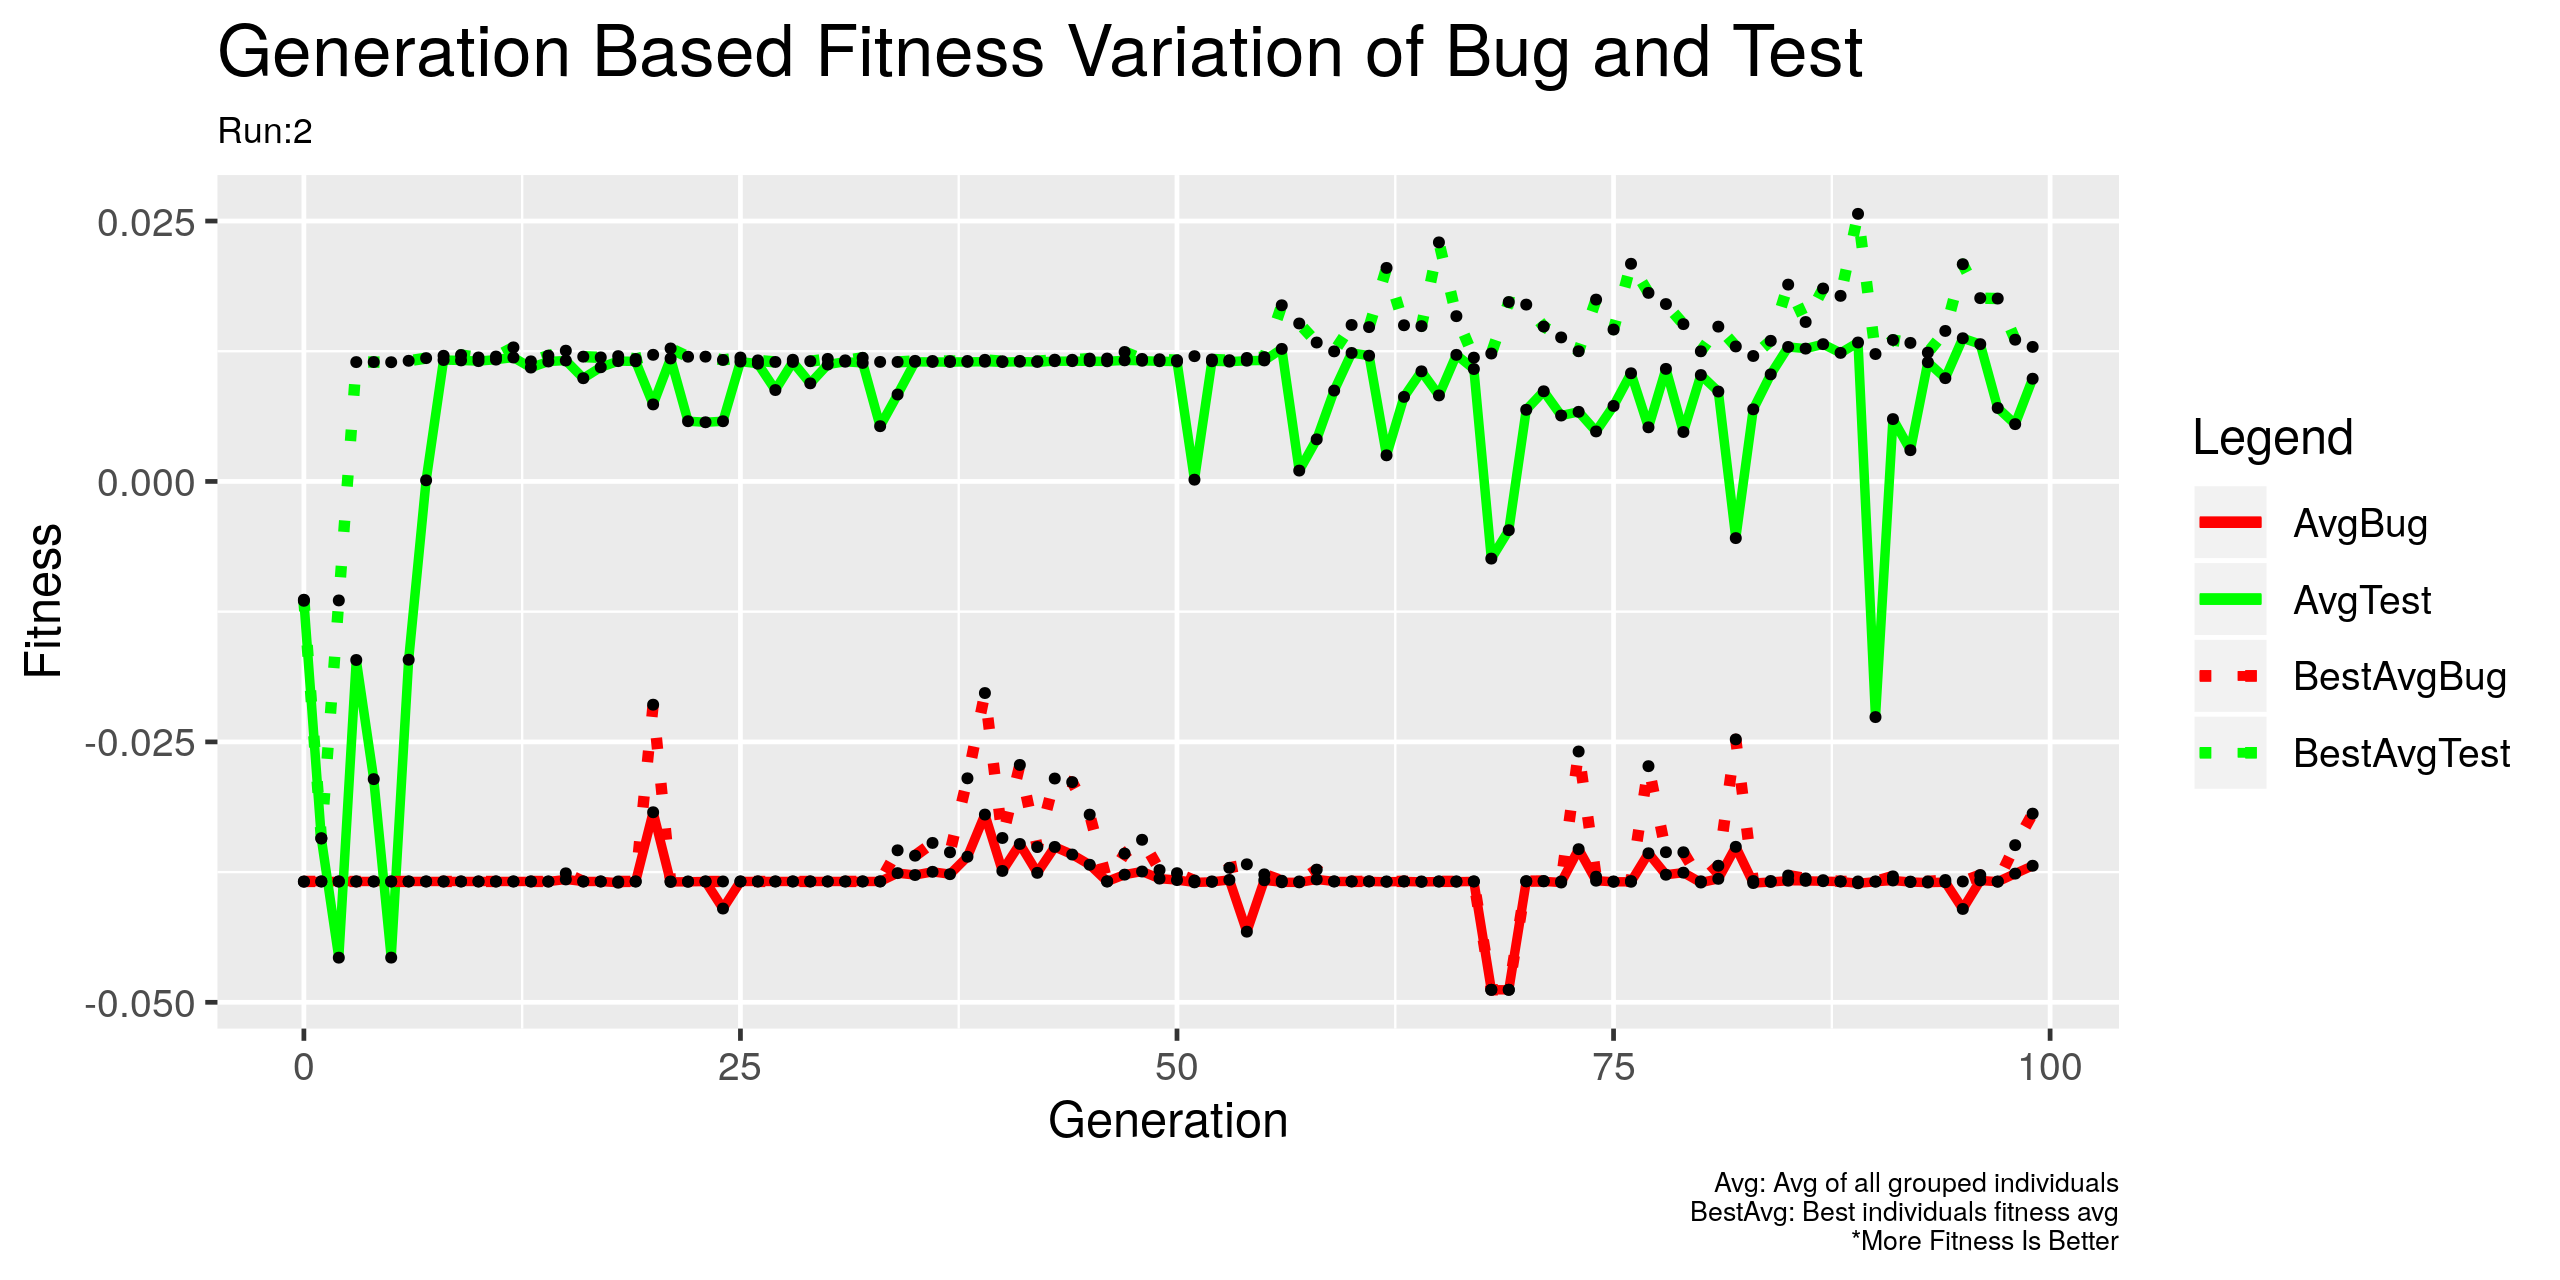 Generation Based Fitness Variation of Bug and Test
Run:2
0.025
0.000
-0.025
-0.050
Fitness
0 25 50 75 100
Generation
Legend
AvgBug
AvgTest
BestAvgBug
BestAvgTest
Avg: Avg of all grouped individuals
BestAvg: Best individuals fitness avg
*More Fitness Is Better